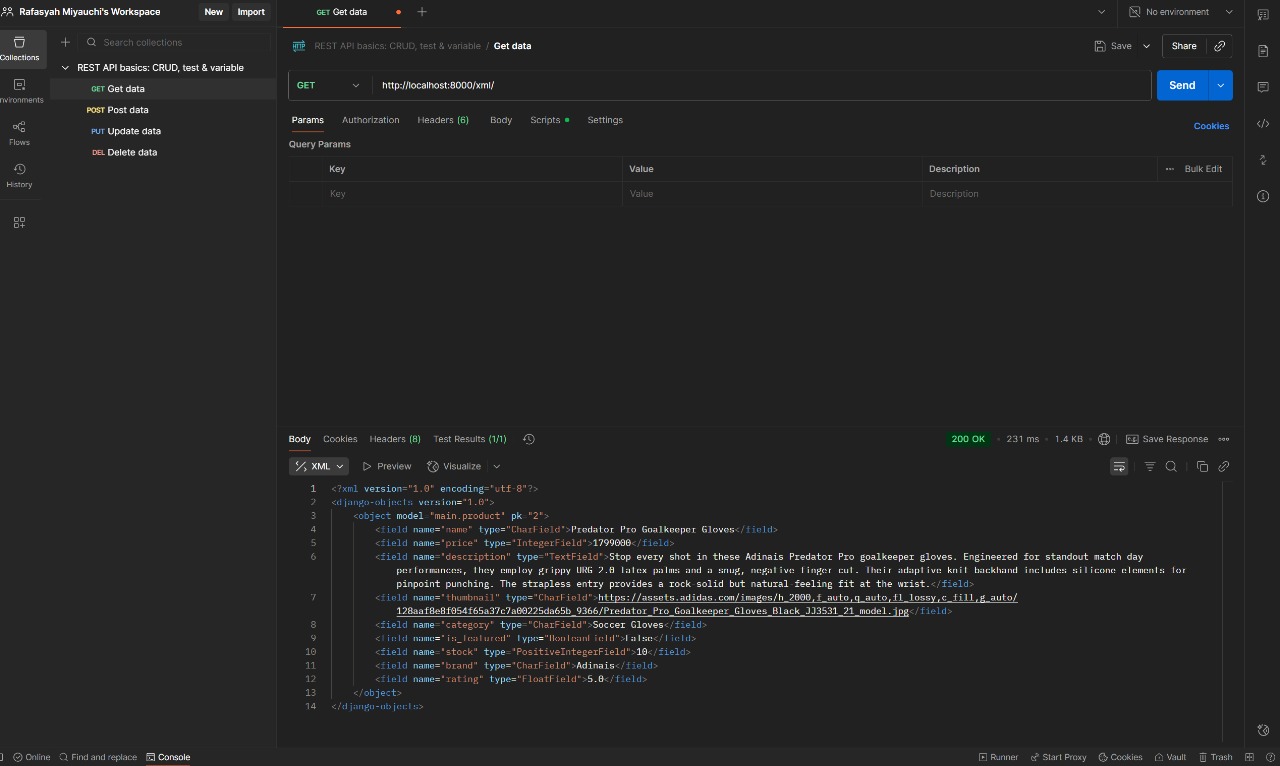 Rafasyah Miyauchi's Workspace
New
Import
GET Get data
No environment
Collections
Search collections
REST API basics: CRUD, test & variable
GET Get data
POST Post data
PUT Update data
DEL Delete data
Flows
History
HTTP
REST API basics: CRUD, test & variable / Get data
Save
Share
GET
http://localhost:8000/xml/
Send
Params
Authorization
Headers (6)
Body
Scripts
Settings
Cookies
Query Params
Key
Value
Description
Bulk Edit
Key
Value
Description
Body
Cookies
Headers (8)
Test Results (1/1)
200 OK
231 ms
1.4 KB
Save Response
XML
Preview
Visualize
1 <?xml version="1.0" encoding="utf-8"?>
2 <django-objects version="1.0">
3 <object model="main.product" pk="2">
4 <field name="name" type="CharField">Predator Pro Goalkeeper Gloves</field>
5 <field name="price" type="IntegerField">1799000</field>
6 <field name="description" type="TextField">Stop every shot in these Adinais Predator Pro goalkeeper gloves. Engineered for standout match day
performances, they employ grippy URG 2.0 latex palms and a snug, negative finger cut. Their adaptive knit backhand includes silicone elements for
pinpoint punching. The strapless entry provides a rock solid but natural feeling fit at the wrist.</field>
7 <field name="thumbnail" type="CharField">https://assets.adidas.com/images/h_2000,f_auto,q_auto,fl_lossy,c_fill,g_auto/
128aaf8e8f054f65a37c7a00225da65b_9366/Predator_Pro_Goalkeeper_Gloves_Black_JJ3531_21_model.jpg</field>
8 <field name="category" type="CharField">Soccer Gloves</field>
9 <field name="is_featured" type="BooleanField">False</field>
10 <field name="stock" type="PositiveIntegerField">10</field>
11 <field name="brand" type="CharField">Adinais</field>
12 <field name="rating" type="FloatField">5.0</field>
13 </object>
14 </django-objects>
Online
Find and replace
Console
Runner
Start Proxy
Cookies
Vault
Trash